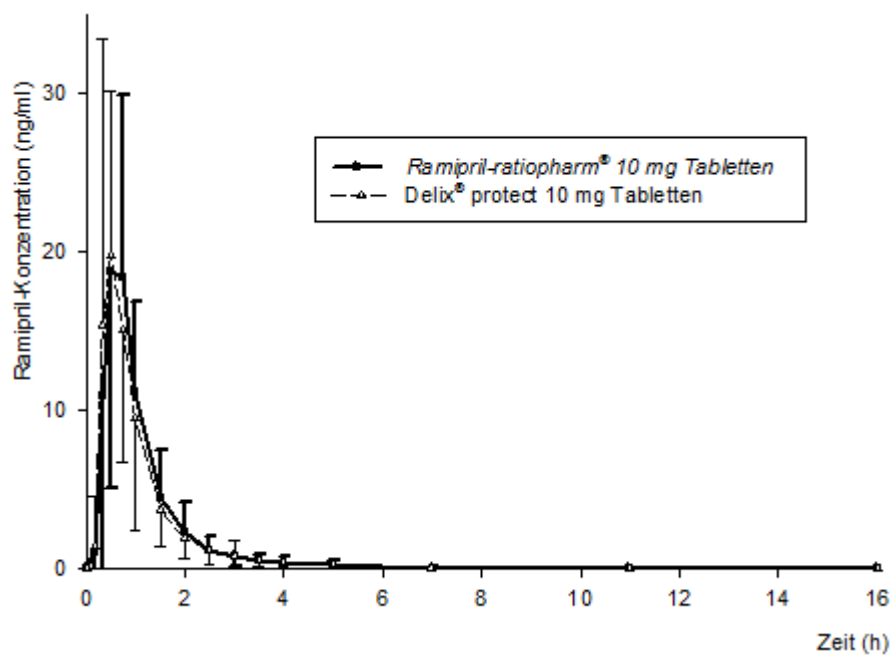 Ramipril-Konzentration (ng/ml)
30
20
10
0
Ramipril-ratiopharm® 10 mg Tabletten
Delix® protect 10 mg Tabletten
0 2 4 6 8 10 12 14 16
Zeit (h)